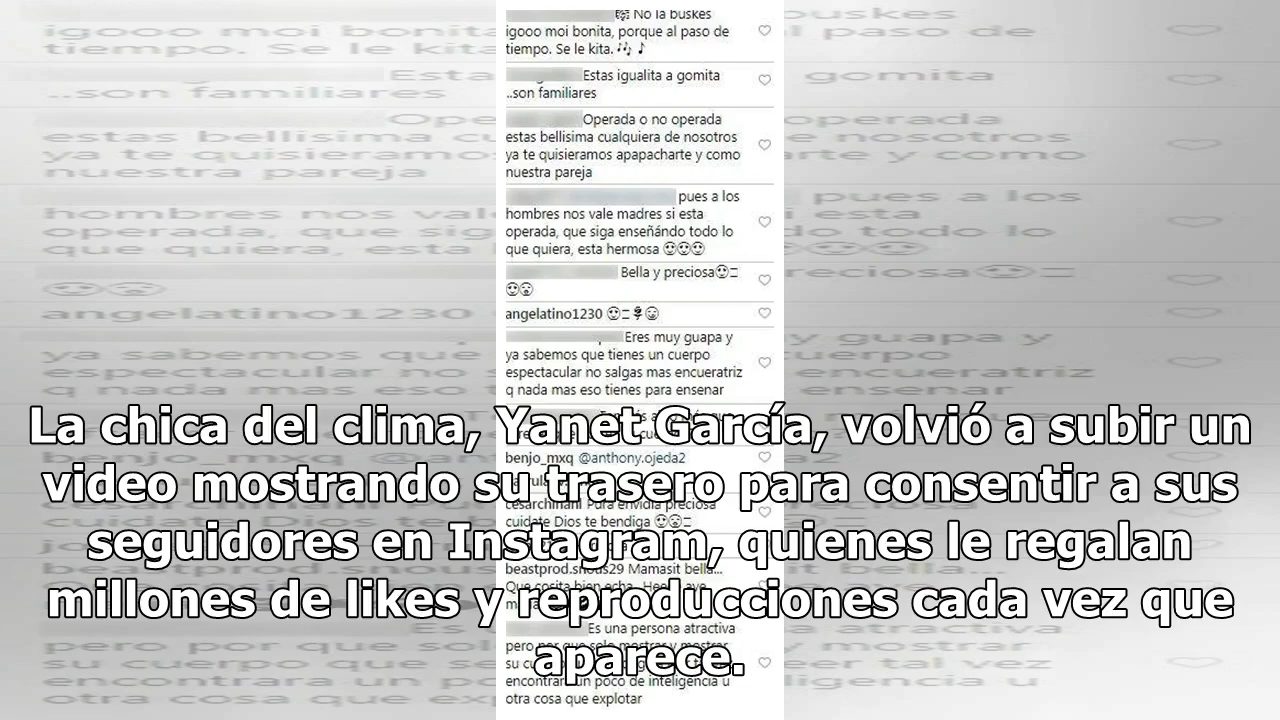 No la buskes
igooo moi bonita, porque al paso de
tiempo. Se le kita.
Estas igualita a gomita
..son familiares
Operada o no operada
estas bellisima cualquiera de nosotros
ya te quisieramos apapacharte y como
nuestra pareja
pues a los
hombres nos vale madres si esta
operada, que siga enseñándo todo lo
que quiera, esta hermosa
Bella y preciosa
angelatino1230
Eres muy guapa y
ya sabemos que tienes un cuerpo
espectacular no salgas mas encueratriz
q nada mas eso tienes para ensenar
La chica del clima, Yanet García, volvió a subir un
benjo_mxq @anthony.ojeda2
video mostrando su trasero para consentir a sus
cesarchinani Pura envidia preciosa
cuidate Dios te bendiga
seguidores en Instagram, quienes le regalan
Mamasit bella...
millones de likes y reproducciones cada vez que
Es una persona atractiva
aparece.
encontrara un poco de inteligencia u
otra cosa que explotar